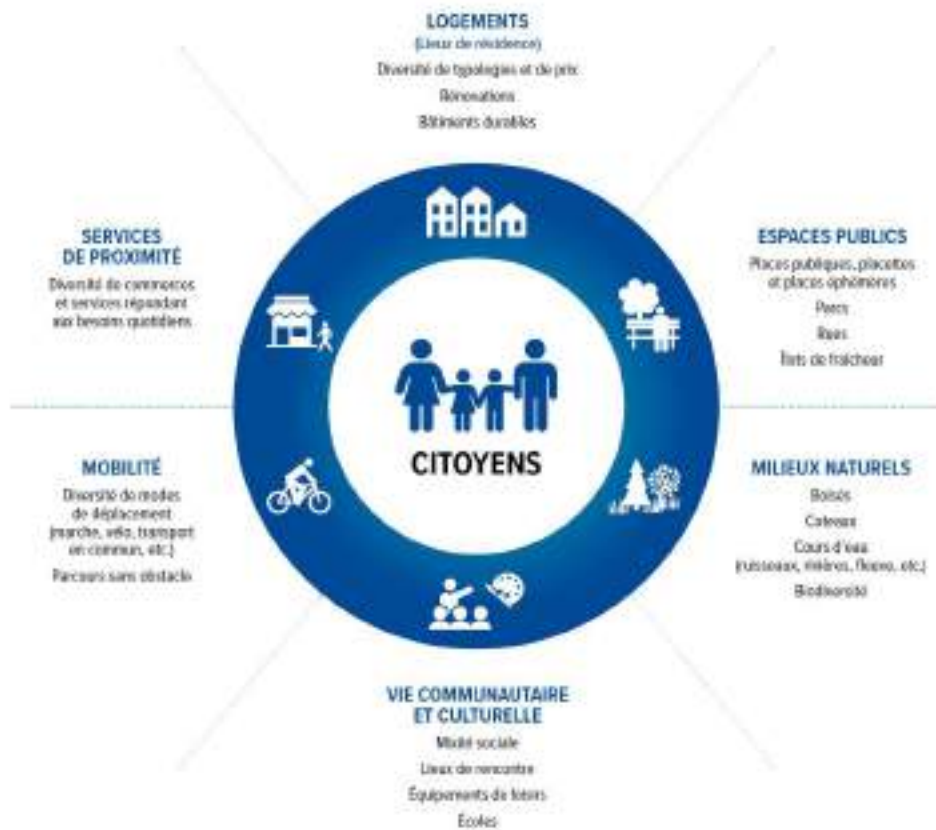 LOGEMENTS
(Lieux de résidence)
Diversité de typologies et de prix
Rénovations
Bâtiments durables
SERVICES
DE PROXIMITÉ
Diversité de commerces
et services répondant
aux besoins quotidiens
ESPACES PUBLICS
Places publiques, placettes
et places éphémères
Parcs
Rues
Îlots de fraîcheur
CITOYENS
MOBILITÉ
Diversité de modes
de déplacement
(marche, vélo, transport
en commun, etc.)
Parcours sans obstacle
MILIEUX NATURELS
Boisés
Coteaux
Cours d'eau
(ruisseaux, rivières, fleuve, etc.)
Biodiversité
VIE COMMUNAUTAIRE
ET CULTURELLE
Mixité sociale
Lieux de rencontre
Équipements de loisirs
Écoles